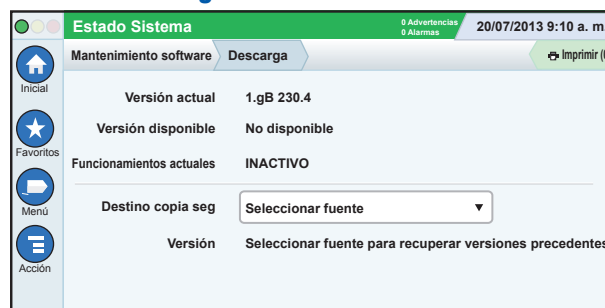 Estado Sistema
0 Advertencias
0 Alarmas
20/07/2013 9:10 a. m
Mantenimiento software
Descarga
Imprimir
Inicial
Favoritos
Menú
Acción
Versión actual 1.gB 230.4
Versión disponible No disponible
Funcionamientos actuales INACTIVO
Destino copia seg Seleccionar fuente
Versión Seleccionar fuente para recuperar versiones precedentes